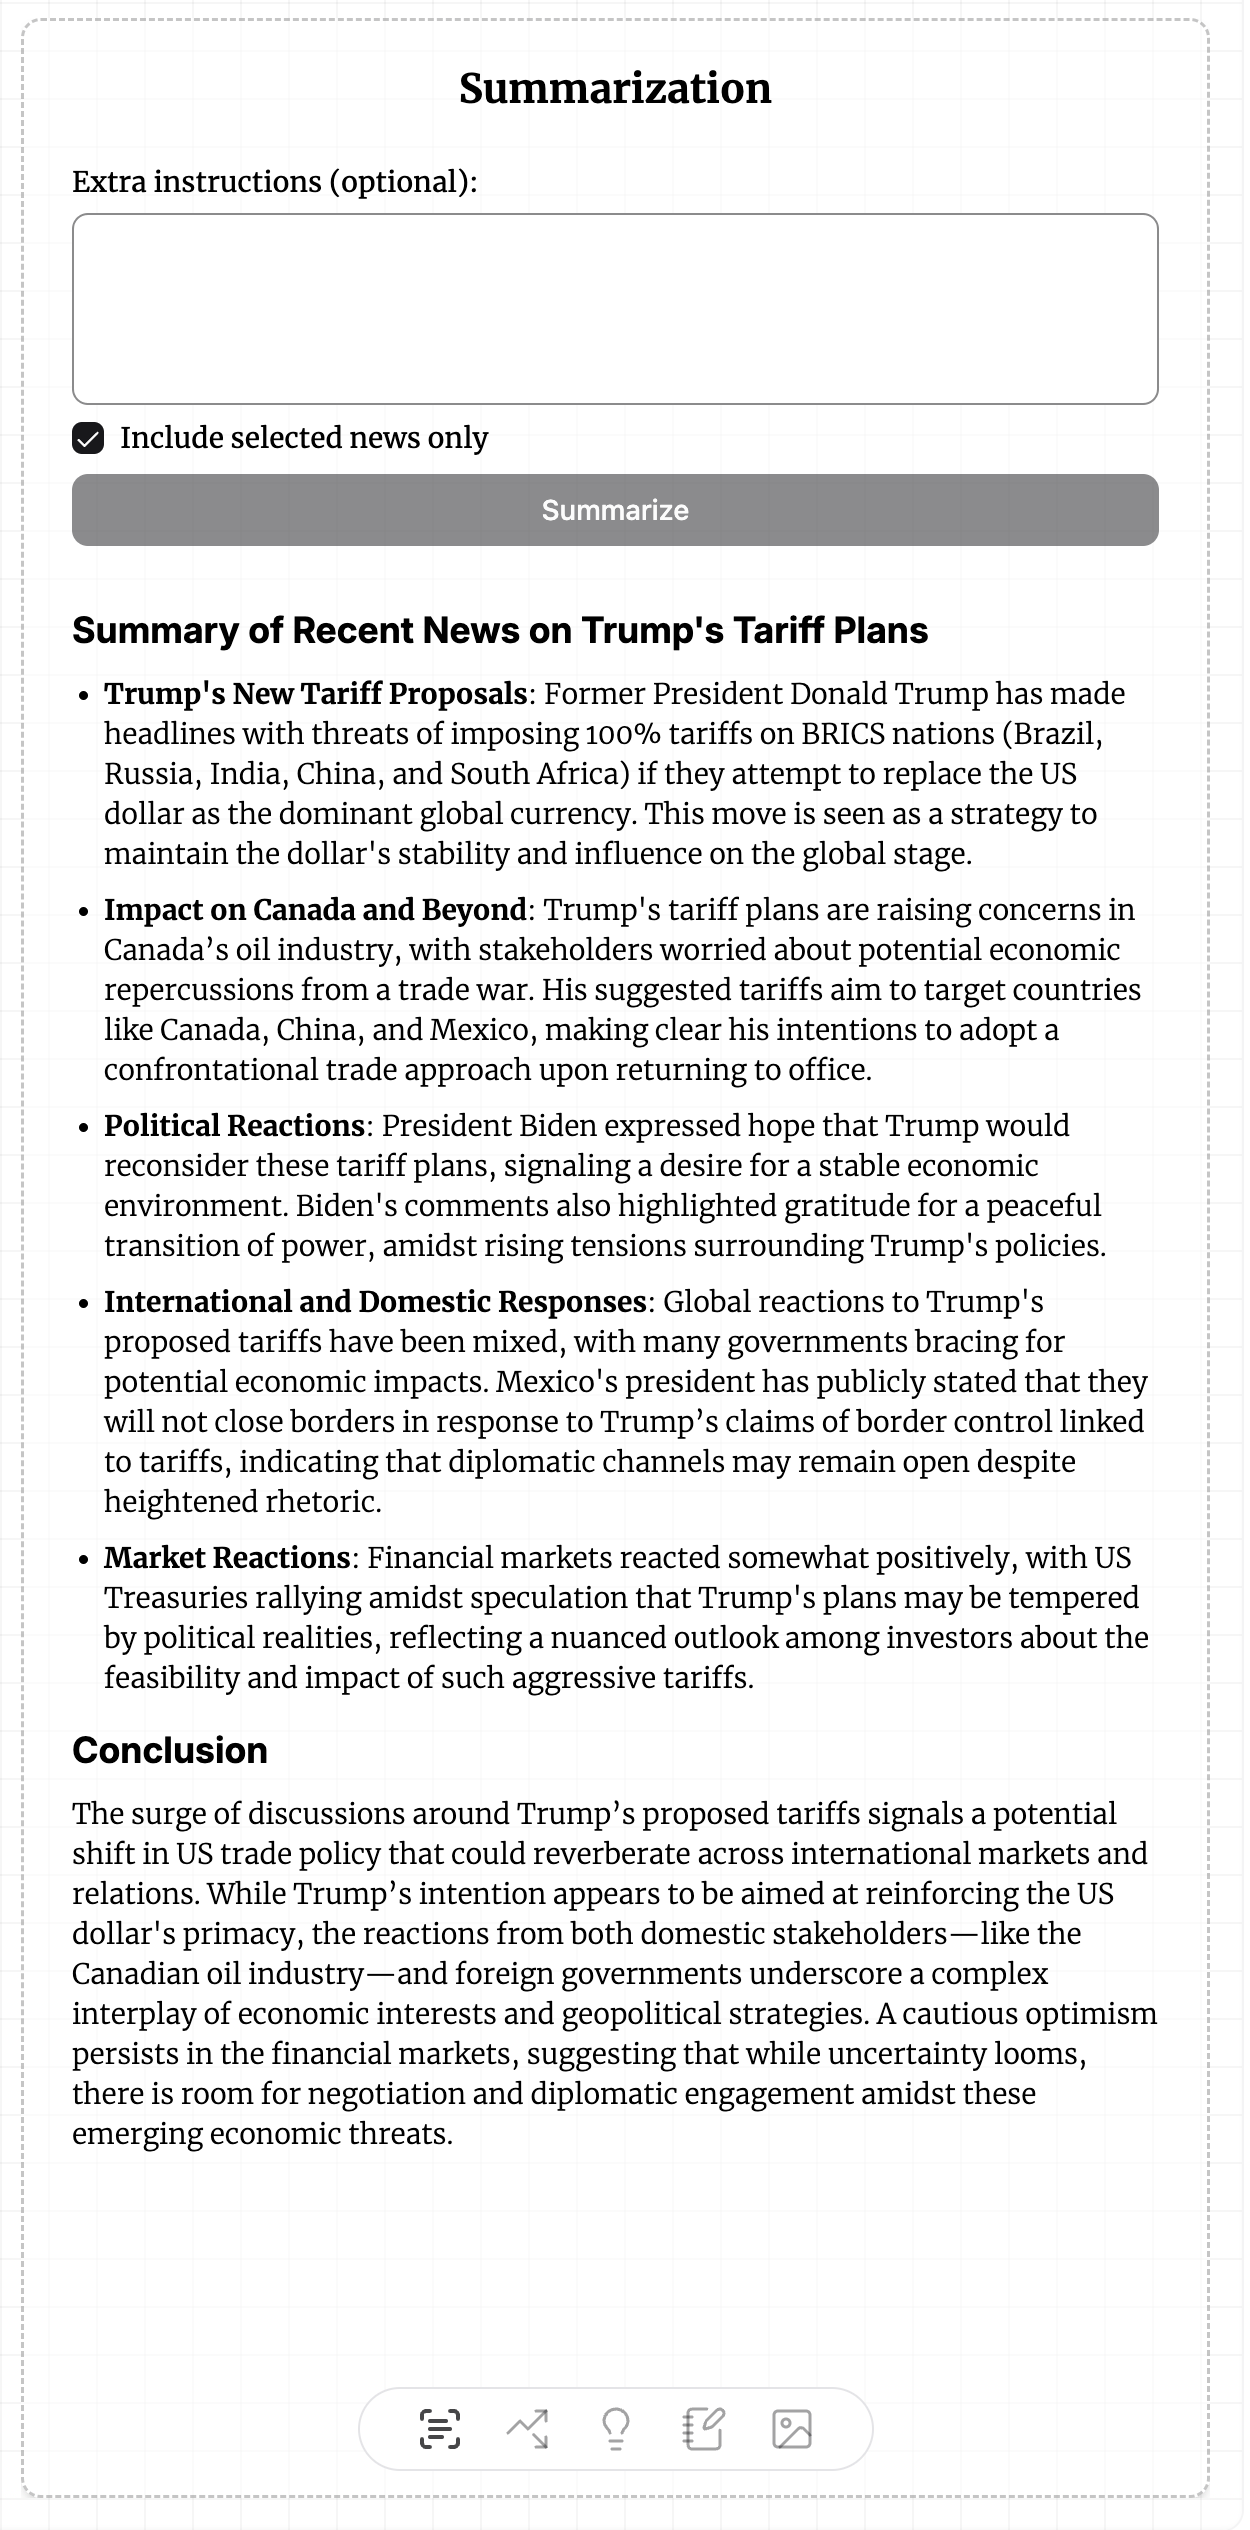 Summarization
Extra instructions (optional):
Include selected news only
Summarize
Summary of Recent News on Trump's Tariff Plans
• Trump's New Tariff Proposals: Former President Donald Trump has made
headlines with threats of imposing 100% tariffs on BRICS nations (Brazil,
Russia, India, China, and South Africa) if they attempt to replace the US
dollar as the dominant global currency. This move is seen as a strategy to
maintain the dollar's stability and influence on the global stage.
• Impact on Canada and Beyond: Trump's tariff plans are raising concerns in
Canada’s oil industry, with stakeholders worried about potential economic
repercussions from a trade war. His suggested tariffs aim to target countries
like Canada, China, and Mexico, making clear his intentions to adopt a
confrontational trade approach upon returning to office.
• Political Reactions: President Biden expressed hope that Trump would
reconsider these tariff plans, signaling a desire for a stable economic
environment. Biden's comments also highlighted gratitude for a peaceful
transition of power, amidst rising tensions surrounding Trump's policies.
• International and Domestic Responses: Global reactions to Trump's
proposed tariffs have been mixed, with many governments bracing for
potential economic impacts. Mexico's president has publicly stated that they
will not close borders in response to Trump’s claims of border control linked
to tariffs, indicating that diplomatic channels may remain open despite
heightened rhetoric.
• Market Reactions: Financial markets reacted somewhat positively, with US
Treasuries rallying amidst speculation that Trump's plans may be tempered
by political realities, reflecting a nuanced outlook among investors about the
feasibility and impact of such aggressive tariffs.
Conclusion
The surge of discussions around Trump’s proposed tariffs signals a potential
shift in US trade policy that could reverberate across international markets and
relations. While Trump’s intention appears to be aimed at reinforcing the US
dollar's primacy, the reactions from both domestic stakeholders—like the
Canadian oil industry—and foreign governments underscore a complex
interplay of economic interests and geopolitical strategies. A cautious optimism
persists in the financial markets, suggesting that while uncertainty looms,
there is room for negotiation and diplomatic engagement amidst these
emerging economic threats.